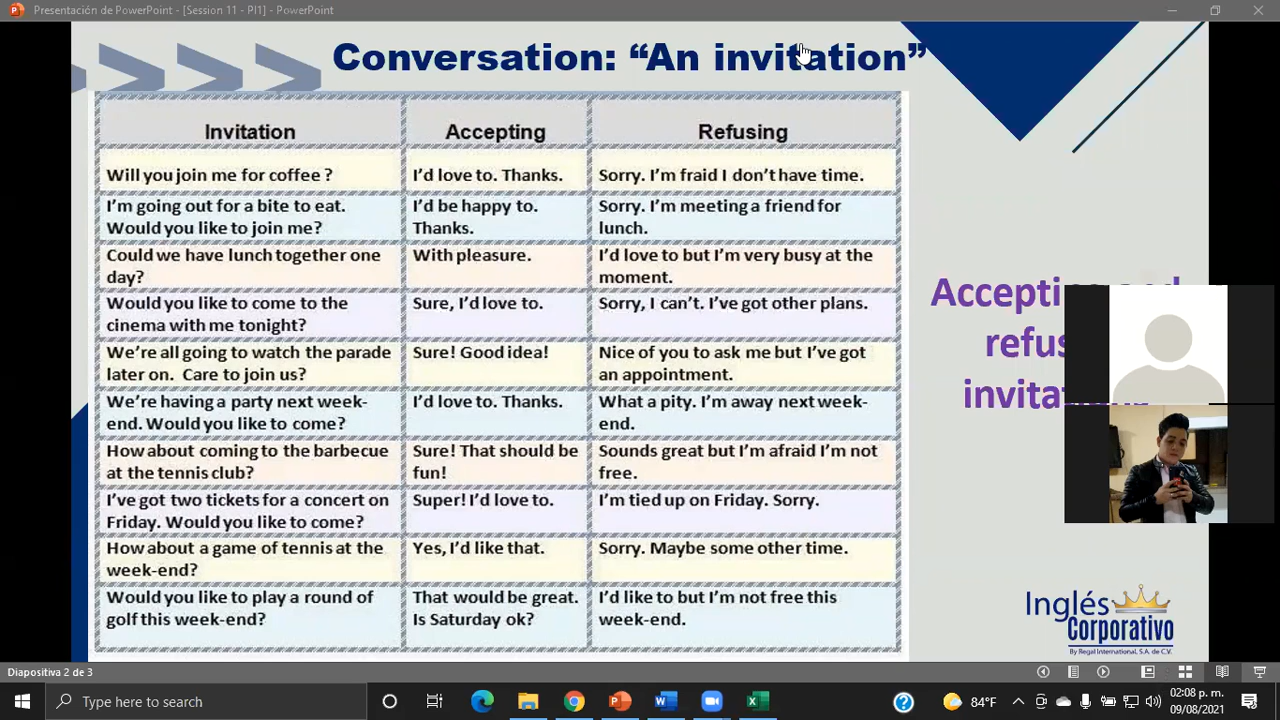 Presentación de PowerPoint - [Session 11 - PI1] - PowerPoint
Conversation: “An invitation”
Invitation
Accepting
Refusing
Will you join me for coffee ?
I’d love to. Thanks.
Sorry. I’m fraid I don’t have time.
I’m going out for a bite to eat.
Would you like to join me?
I’d be happy to.
Thanks.
Sorry. I’m meeting a friend for
lunch.
Could we have lunch together one
day?
With pleasure.
I’d love to but I’m very busy at the
moment.
Would you like to come to the
cinema with me tonight?
Sure, I’d love to.
Sorry, I can’t. I’ve got other plans.
We’re all going to watch the parade
later on. Care to join us?
Sure! Good idea!
Nice of you to ask me but I’ve got
an appointment.
We’re having a party next week-
end. Would you like to come?
I’d love to. Thanks.
What a pity. I’m away next week-
end.
How about coming to the barbecue
at the tennis club?
Sure! That should be
fun!
Sounds great but I’m afraid I’m not
free.
I’ve got two tickets for a concert on
Friday. Would you like to come?
Super! I’d love to.
I’m tied up on Friday. Sorry.
How about a game of tennis at the
week-end?
Yes, I’d like that.
Sorry. Maybe some other time.
Would you like to play a round of
golf this week-end?
That would be great.
Is Saturday ok?
I’d like to but I’m not free this
week-end.
Inglés
Corporativo
By Regal International, S.A. de C.V.
Diapositiva 2 de 3
Type here to search
84°F
02:08 p. m.
09/08/2021